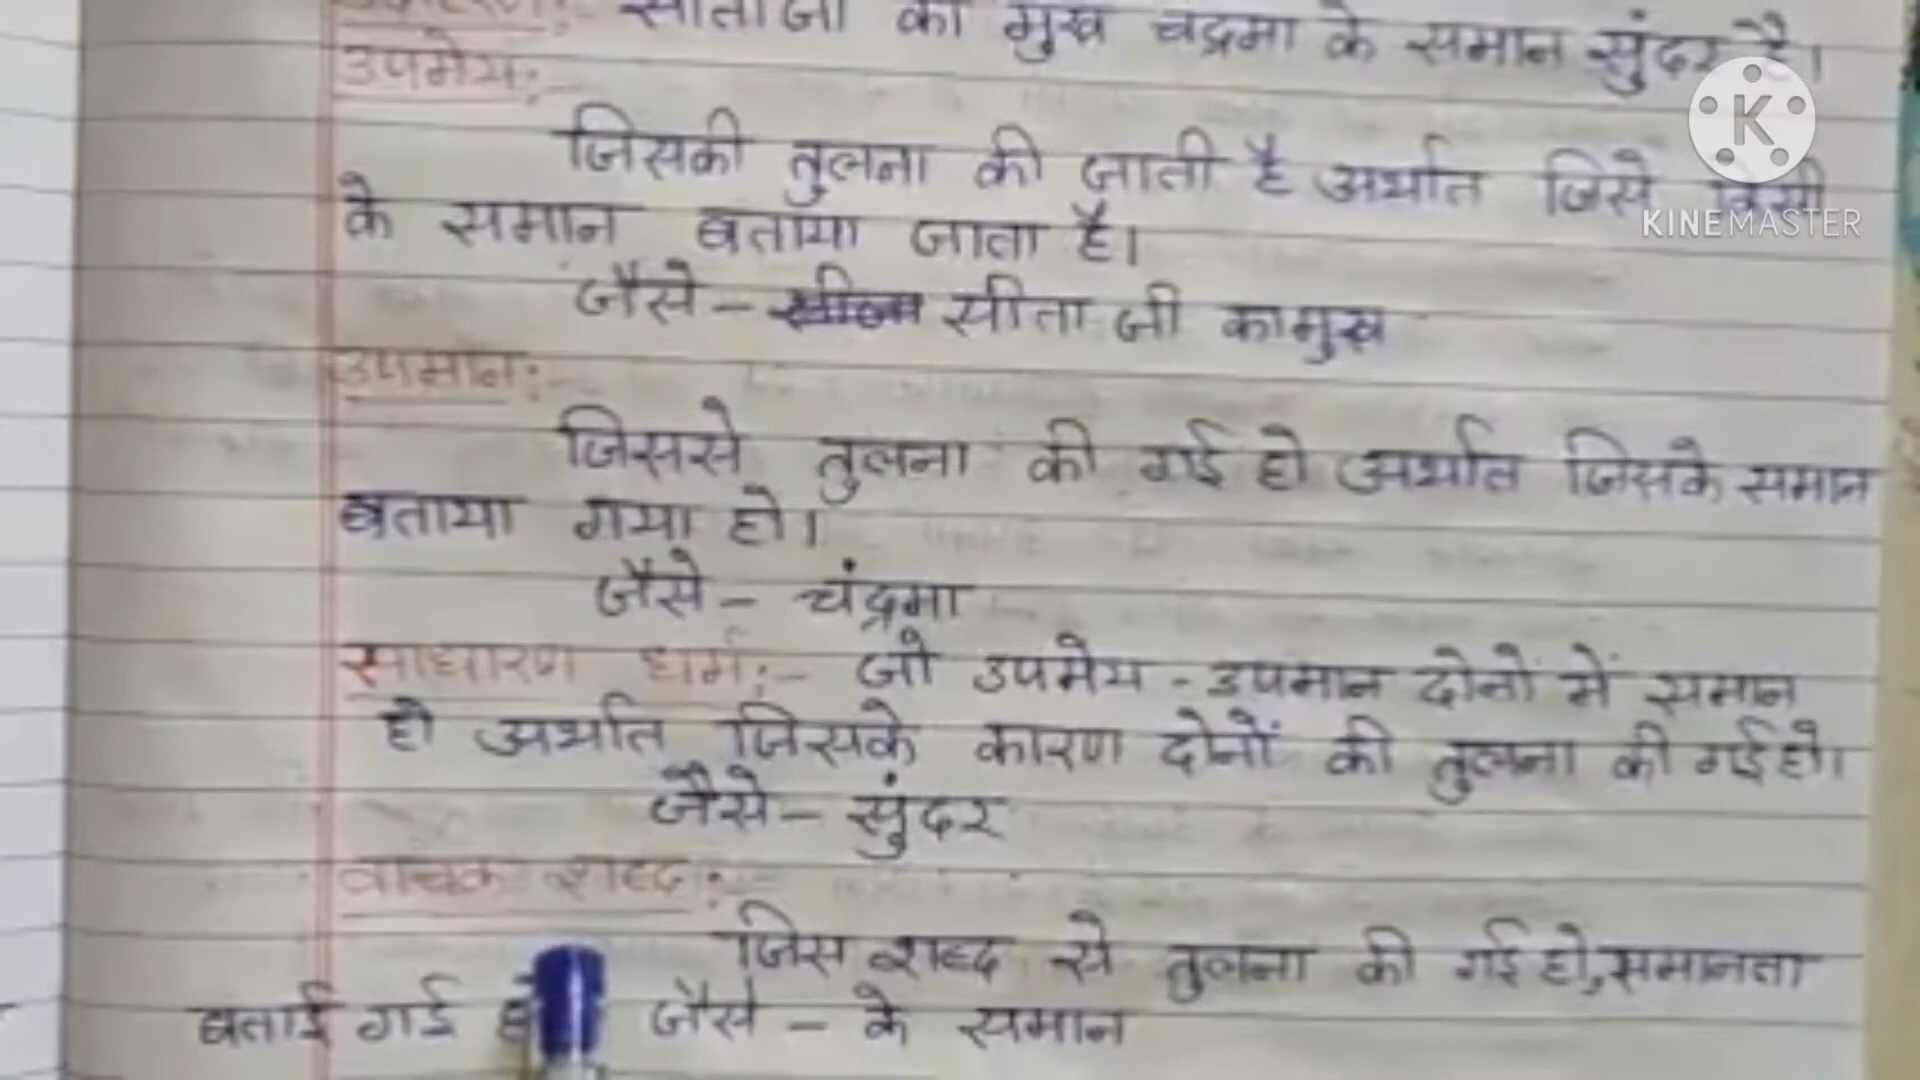 उदाहरण:- सीताजी का मुख चंद्रमा के समान सुंदर है।
उपमेय:-
जिसकी तुलना की जाती है अर्थात जिसे किसी
के समान बताया जाता है।
जैसे- सीता जी का मुख
उपमान:-
जिससे तुलना की गई हो अर्थात जिसके समान
बताया गया हो।
जैसे- चंद्रमा
साधारण धर्म:- जो उपमेय-उपमान दोनों में समान
हो अर्थात जिसके कारण दोनों की तुलना की गई हो।
जैसे- सुंदर
वाचक शब्द:-
जिस शब्द से तुलना की गई हो, समानता
बताई गई जैसे- के समान
K
KINEMASTER